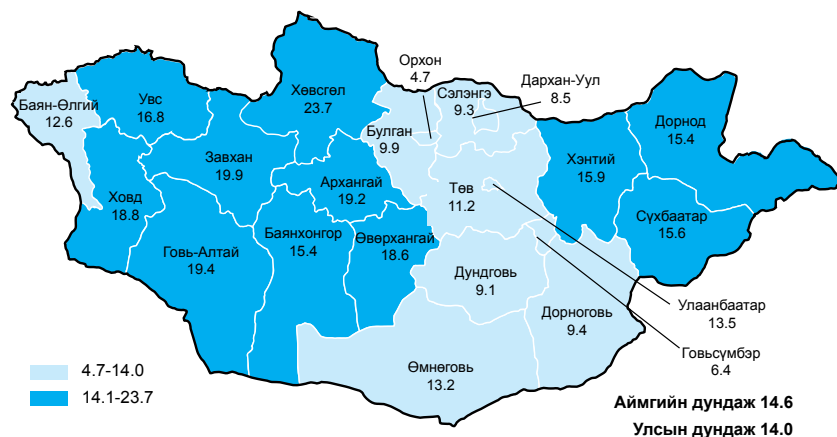 Орхон
4.7
Сэлэнгэ
9.3
Дархан-Уул
8.5
Хөвсгөл
23.7
Увс
16.8
Баян-Өлгий
12.6
Булган
9.9
Дорнод
15.4
Завхан
19.9
Хэнтий
15.9
Архангай
19.2
Төв
11.2
Ховд
18.8
Сүхбаатар
15.6
Баянхонгор
15.4
Өвөрхангай
18.6
Говь-Алтай
19.4
Дундговь
9.1
Улаанбаатар
13.5
Дорноговь
9.4
Говьсүмбэр
6.4
Өмнөговь
13.2
4.7-14.0
14.1-23.7
Аймгийн дундаж 14.6
Улсын дундаж 14.0